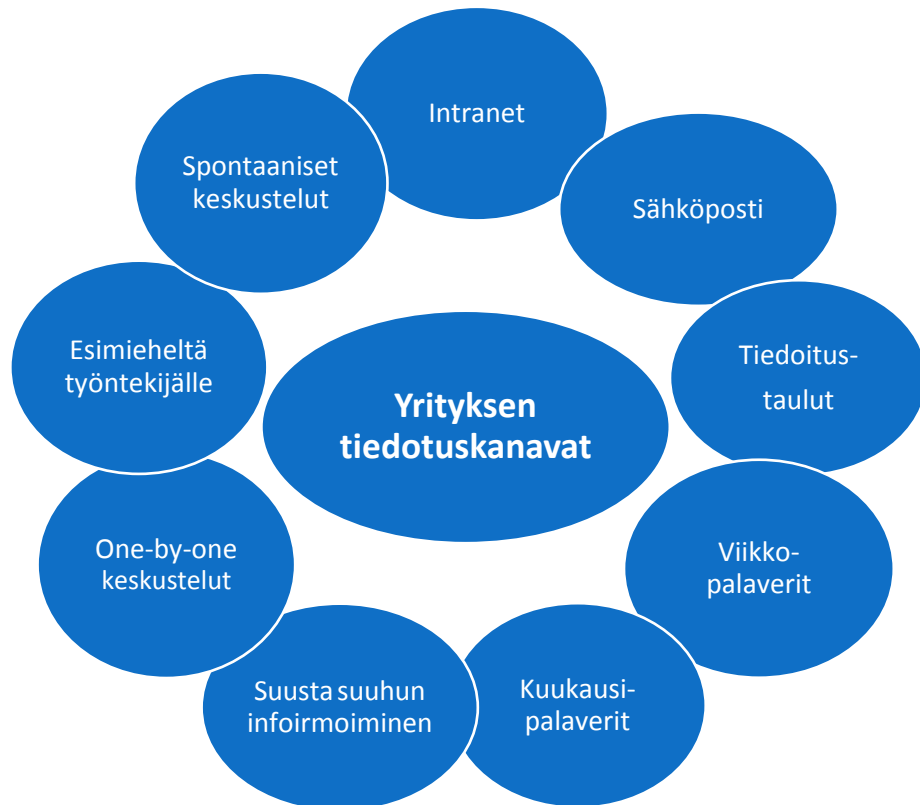 Intranet
Spontaaniset
keskustelut
Sähköposti
Esimieheltä
työntekijälle
Tiedoitus-
taulut
Yrityksen
tiedotuskanavat
One-by-one
keskustelut
Viikko-
palaverit
Suusta suuhun
infoirmoiminen
Kuukausi-
palaverit